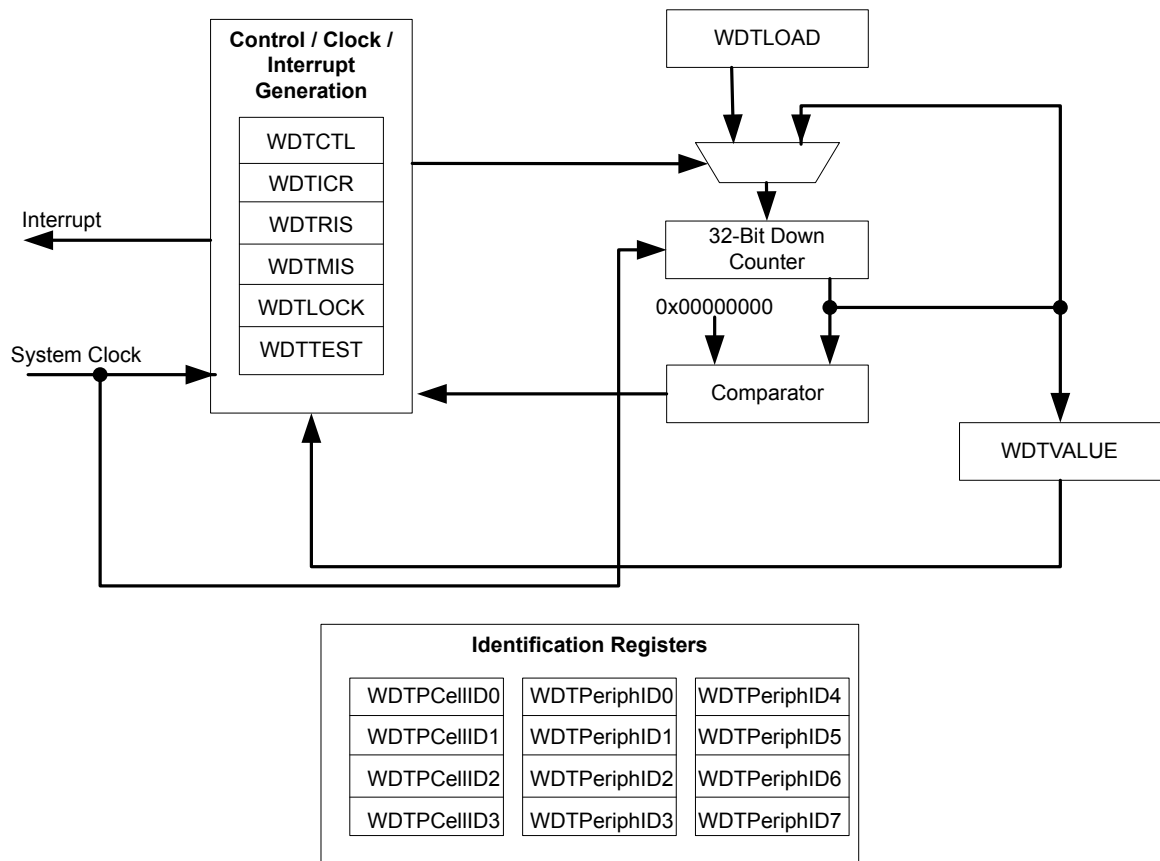 Control / Clock /
Interrupt
Generation
WDTCTL
WDTICR
WDTRIS
WDTMIS
WDTLOCK
WDTTEST
Interrupt
System Clock
WDTLOAD
32-Bit Down
Counter
0x00000000
Comparator
WDTVALUE
Identification Registers
WDTPCellID0
WDTPeriphID0
WDTPeriphID4
WDTPCellID1
WDTPeriphID1
WDTPeriphID5
WDTPCellID2
WDTPeriphID2
WDTPeriphID6
WDTPCellID3
WDTPeriphID3
WDTPeriphID7